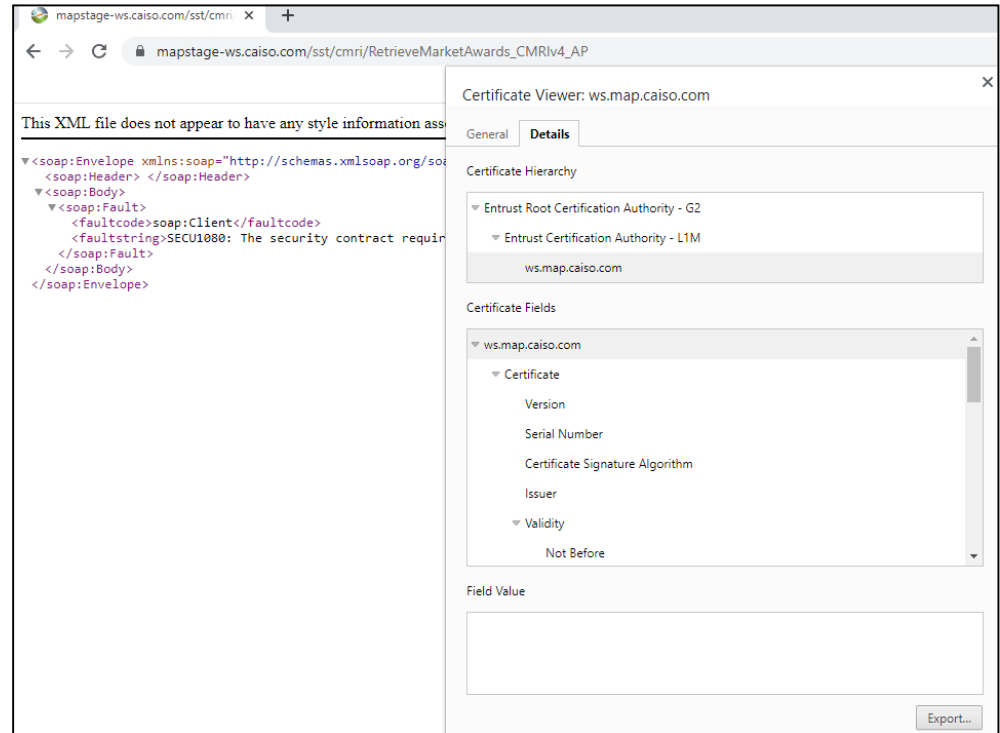 mapstage-ws.caiso.com/sst/cmri
mapstage-ws.caiso.com/sst/cmri/RetrieveMarketAwards_CMRIv4_AP
This XML file does not appear to have any style information
<soap:Envelope xmlns:soap="http://schemas.xmlsoap.org/
<soap:Header> </soap:Header>
<soap:Body>
<soap:Fault>
<faultcode>soap:Client</faultcode>
<faultstring>SECU1080: The security contract
</soap:Fault>
</soap:Body>
</soap:Envelope>
Certificate Viewer: ws.map.caiso.com
General Details
Certificate Hierarchy
Entrust Root Certification Authority - G2
Entrust Certification Authority - L1M
ws.map.caiso.com
Certificate Fields
ws.map.caiso.com
Certificate
Version
Serial Number
Certificate Signature Algorithm
Issuer
Validity
Not Before
Field Value
Export...